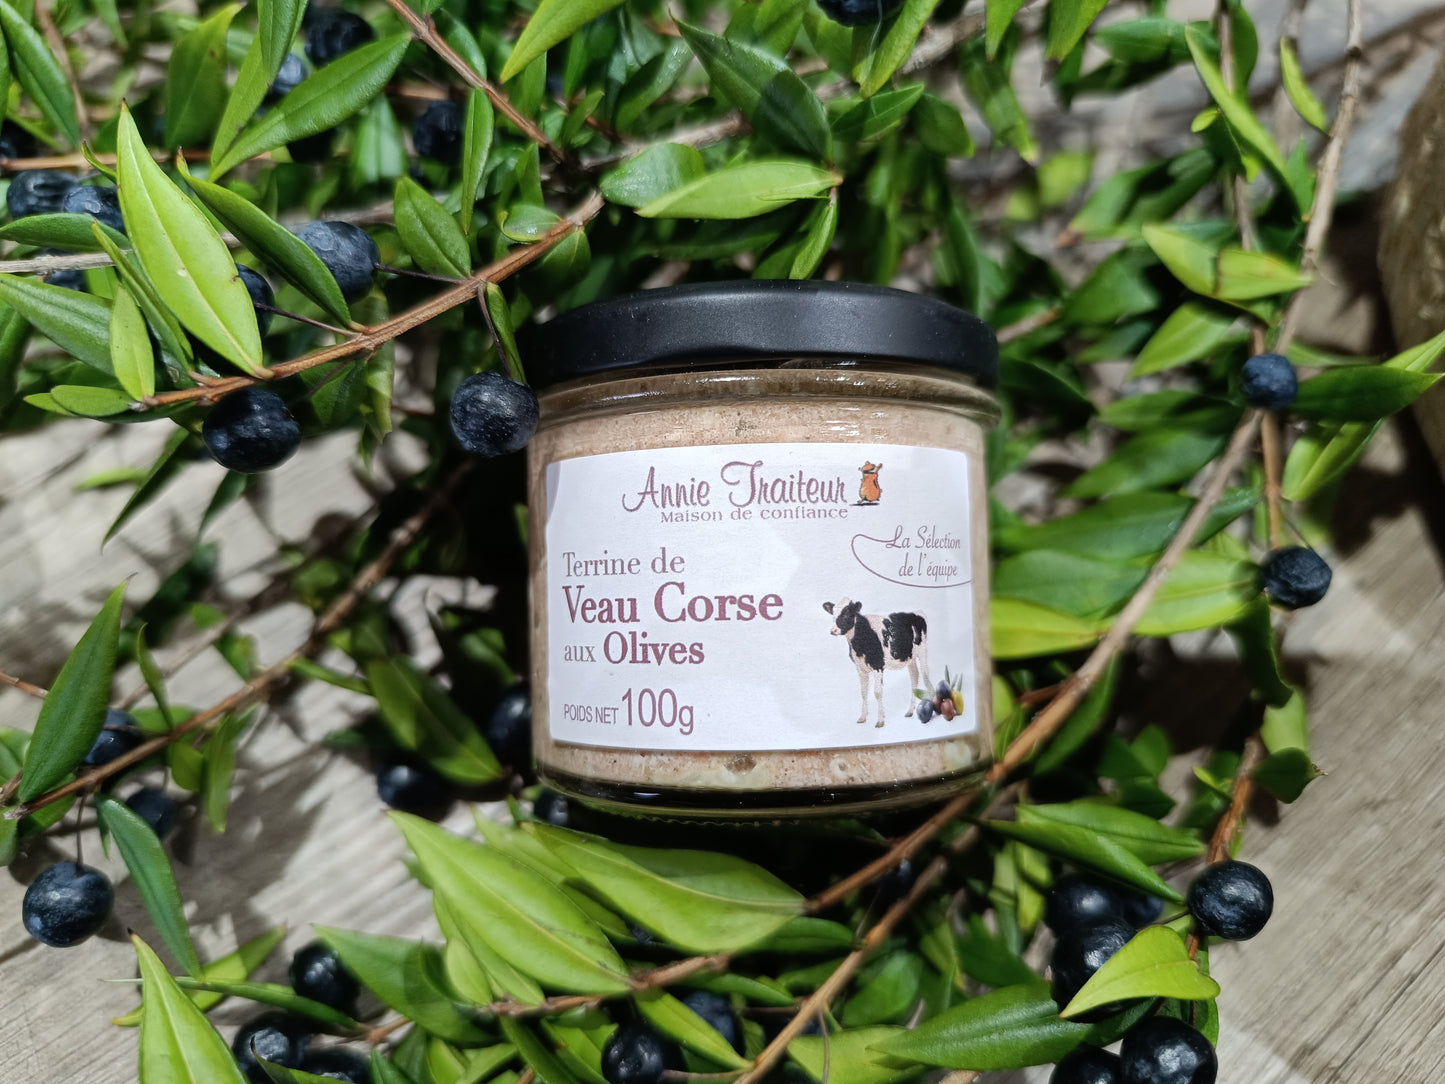 Annie Traiteur
Maison de confiance
La Sélection
de l'équipe
Terrine de
Veau Corse
aux Olives
POIDS NET 100g